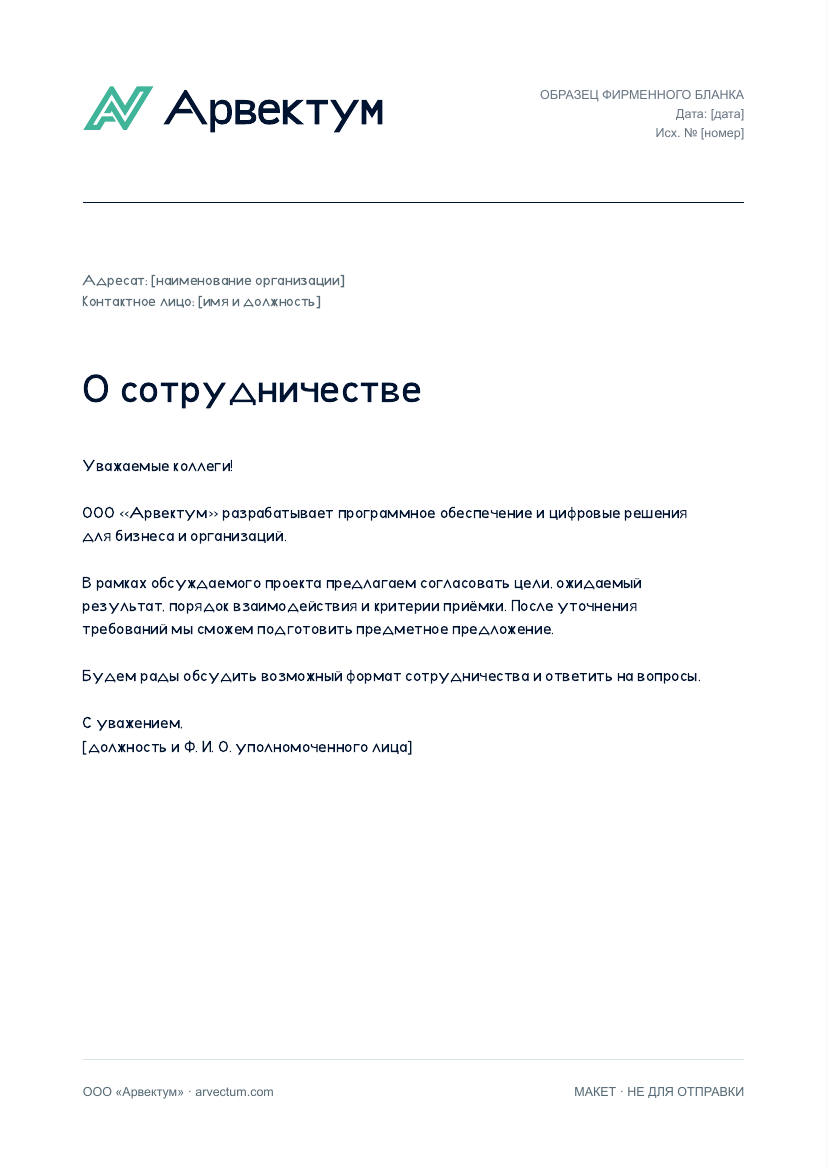 Арвектум
ОБРАЗЕЦ ФИРМЕННОГО БЛАНКА
Дата: [дата]
Исх. № [номер]
Адресат: [наименование организации]
Контактное лицо: [имя и должность]
О сотрудничестве
Уважаемые коллеги!
ООО «Арвектум» разрабатывает программное обеспечение и цифровые решения
для бизнеса и организаций.
В рамках обсуждаемого проекта предлагаем согласовать цели, ожидаемый
результат, порядок взаимодействия и критерии приёмки. После уточнения
требований мы сможем подготовить предметное предложение.
Будем рады обсудить возможный формат сотрудничества и ответить на вопросы.
С уважением,
[должность и Ф. И. О. уполномоченного лица]
ООО «Арвектум» · arvectum.com
МАКЕТ · НЕ ДЛЯ ОТПРАВКИ